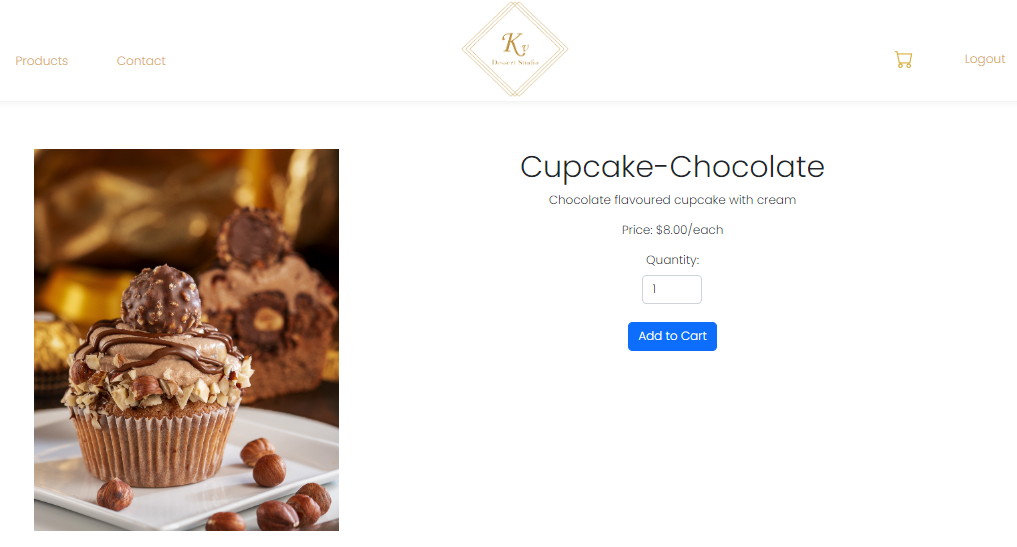 Products
Contact
Kv
Dessert Studio
Logout
Cupcake-Chocolate
Chocolate flavoured cupcake with cream
Price: $8.00/each
Quantity:
1
Add to Cart